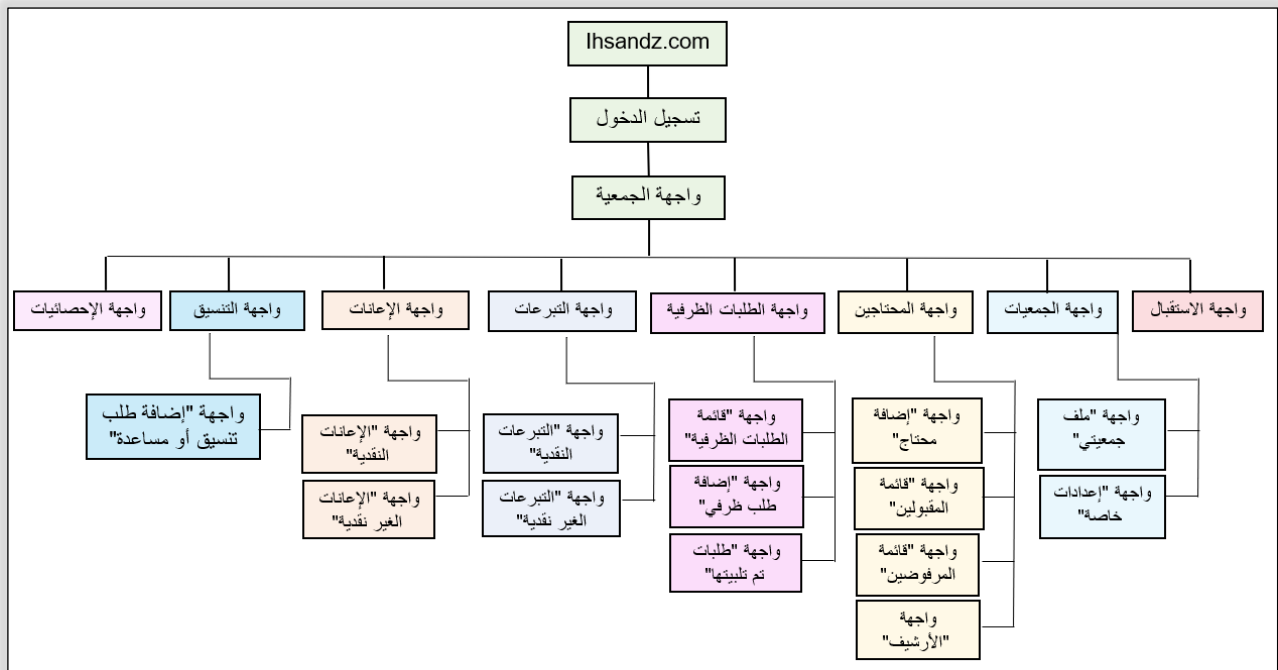 Ihsandz.com
تسجيل الدخول
واجهة الجمعية
واجهة الاستقبال
واجهة الجمعيات
واجهة المحتاجين
واجهة الطلبات الظرفية
واجهة التبرعات
واجهة الإعانات
واجهة التنسيق
واجهة الإحصائيات
واجهة "ملف
جمعيتي"
واجهة "إعدادات
خاصة"
واجهة "إضافة
محتاج"
واجهة "قائمة
المقبولين"
واجهة "قائمة
المرفوضين"
واجهة
"الأرشيف"
واجهة "قائمة
الطلبات الظرفية"
واجهة "إضافة
طلب ظرفي"
واجهة "طلبات
تم تلبيتها"
واجهة "التبرعات
النقدية"
واجهة "التبرعات
الغير نقدية"
واجهة "الإعانات
النقدية"
واجهة "الإعانات
الغير نقدية"
واجهة "إضافة طلب
تنسيق أو مساعدة"